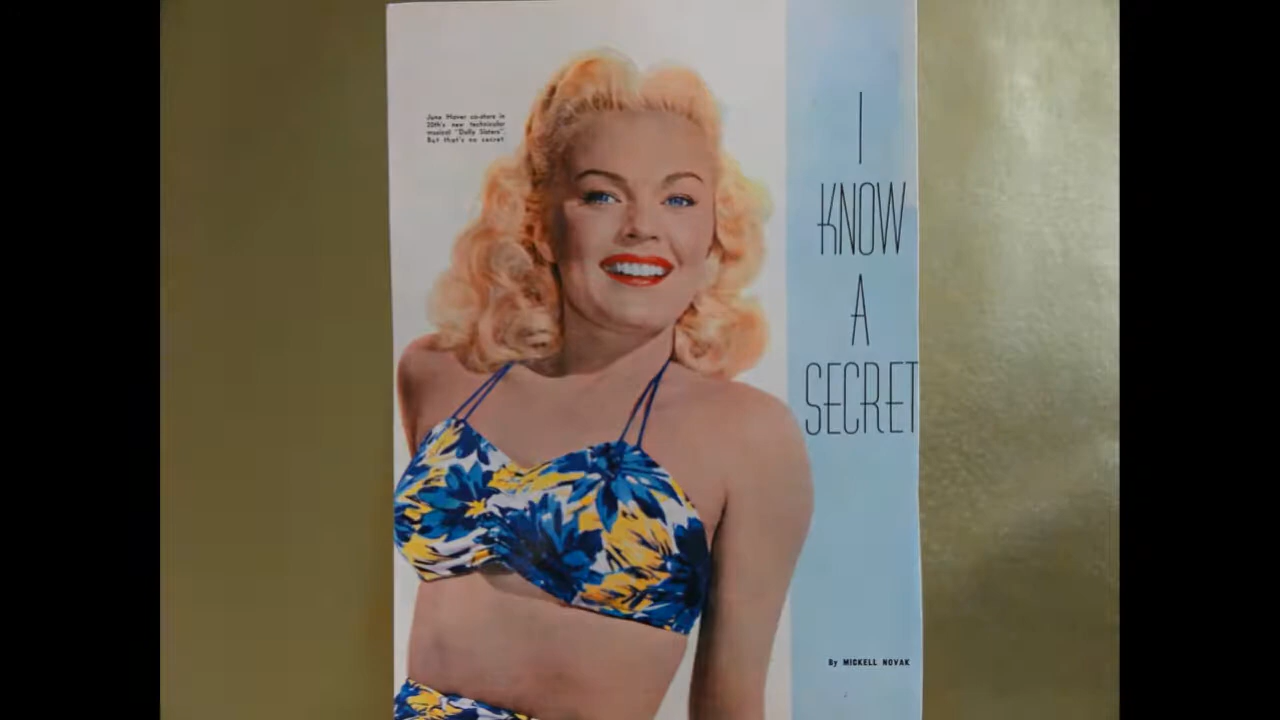 June Haver co-stars in
20th's new technicolor
musical "Dolly Sisters".
But that's no secret
I
KNOW
A
SECRET
By MICKELL NOVAK